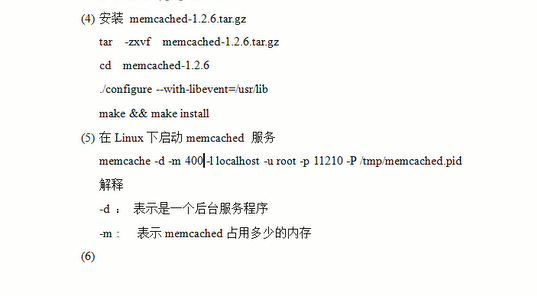 (4) 安装 memcached-1.2.6.tar.gz
tar -zxvf memcached-1.2.6.tar.gz
cd memcached-1.2.6
./configure --with-libevent=/usr/lib
make && make install
(5) 在 Linux 下启动 memcached 服务
memcache -d -m 400 -l localhost -u root -p 11210 -P /tmp/memcached.pid
解释
-d ： 表示是一个后台服务程序
-m： 表示 memcached 占用多少的内存
(6)